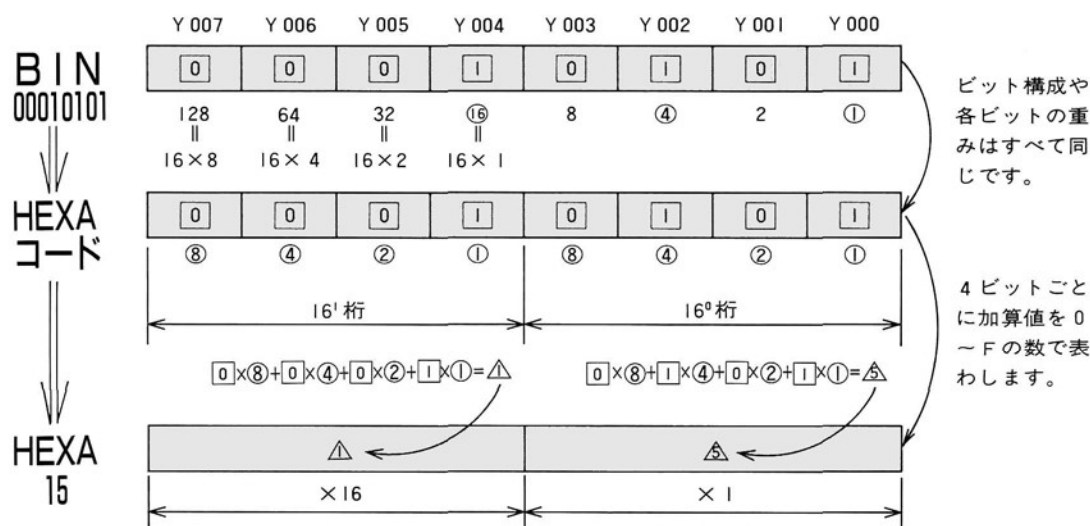 Y007 Y006 Y005 Y004 Y003 Y002 Y001 Y000
BIN
00010101
0 0 0 1 0 1 0 1
128 64 32 ⑯ 8 ④ 2 ①
|| || || ||
16×8 16×4 16×2 16×1
ビット構成や
各ビットの重
みはすべて同
じです。
HEXA
コード
0 0 0 1 0 1 0 1
⑧ ④ ② ① ⑧ ④ ② ①
16¹桁 16⁰桁
4ビットごと
に加算値を0
~Fの数で表
わします。
0×⑧+0×④+0×②+1×①=1 0×⑧+1×④+0×②+1×①=5
HEXA
15
1 5
×16 ×1